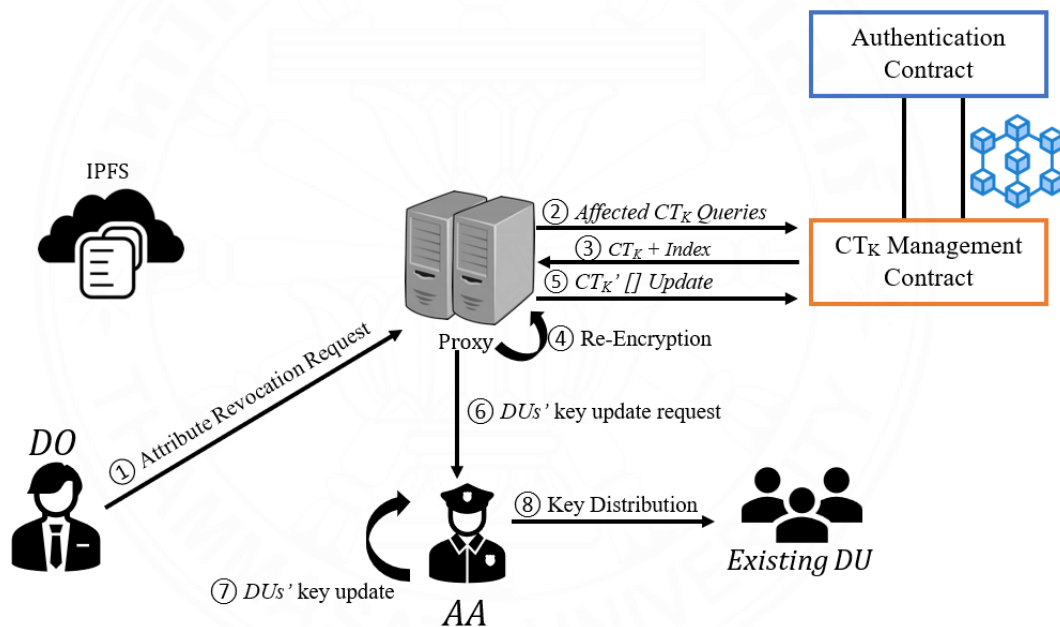 Authentication
Contract
IPFS
② Affected CTK Queries
③ CTK + Index
CTK Management
Contract
⑤ CTK’ [] Update
Proxy
④ Re-Encryption
① Attribute Revocation Request
⑥ DUs’ key update request
DO
⑧ Key Distribution
Existing DU
⑦ DUs’ key update
AA